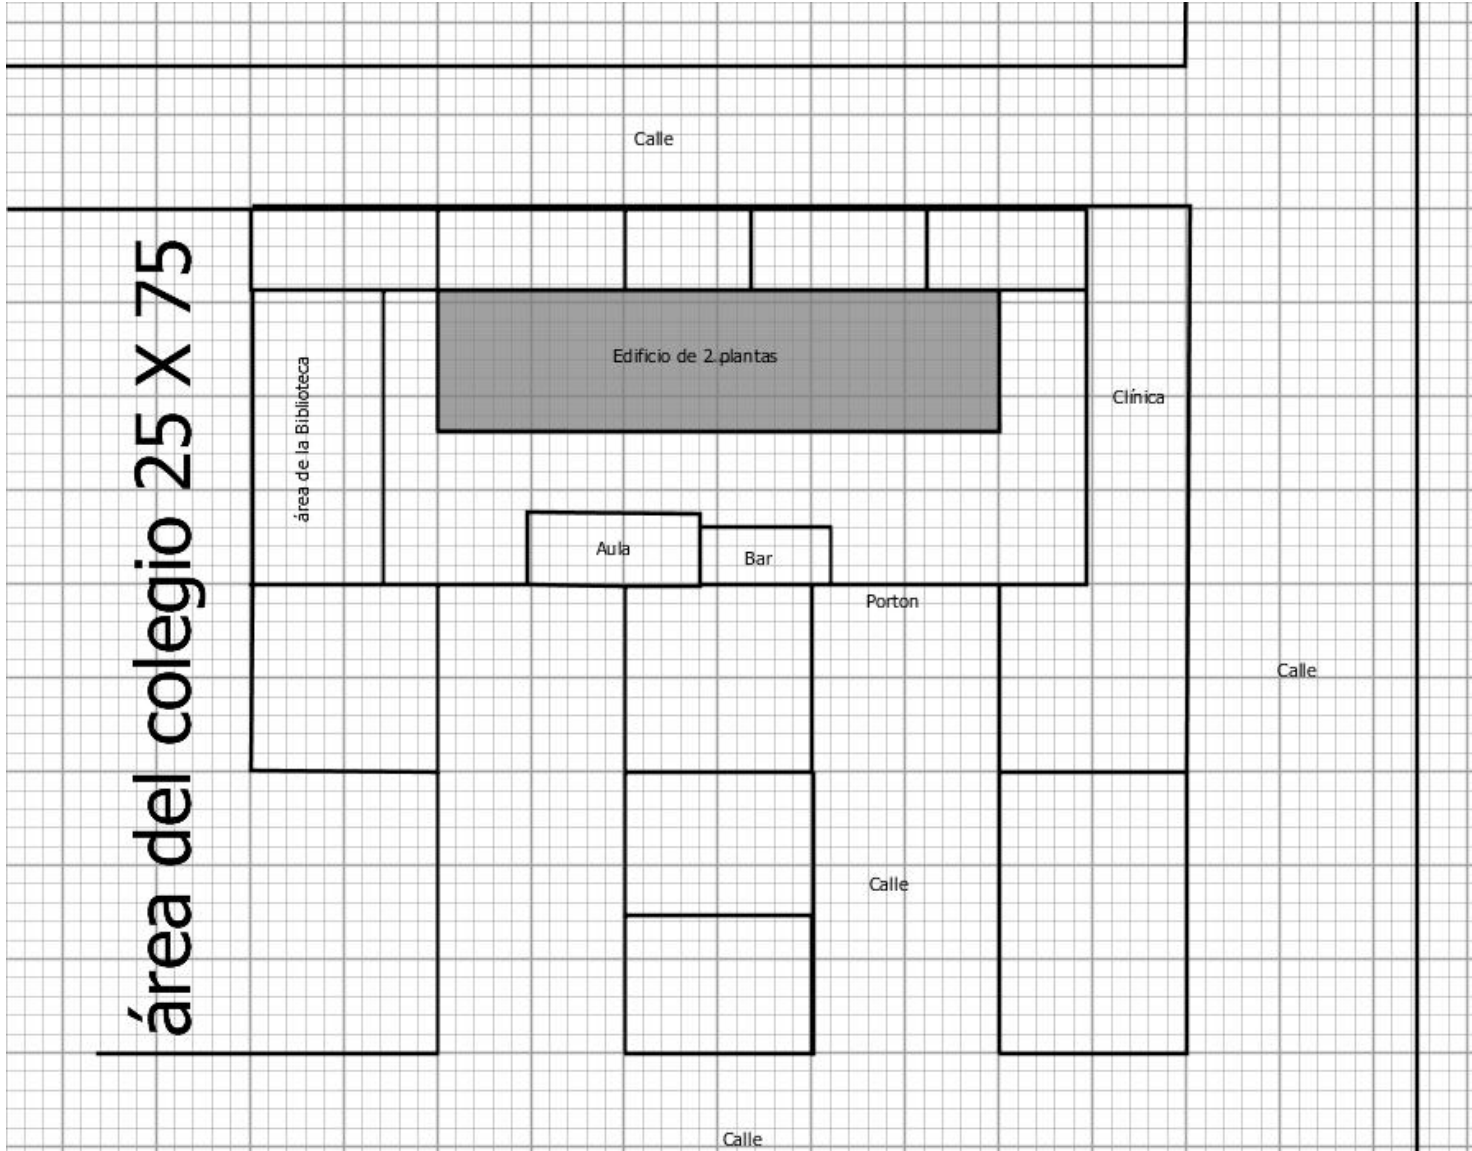 Calle
área del colegio 25 X 75
Edificio de 2 plantas
área de la Biblioteca
Clínica
Aula
Bar
Porton
Calle
Calle
Calle